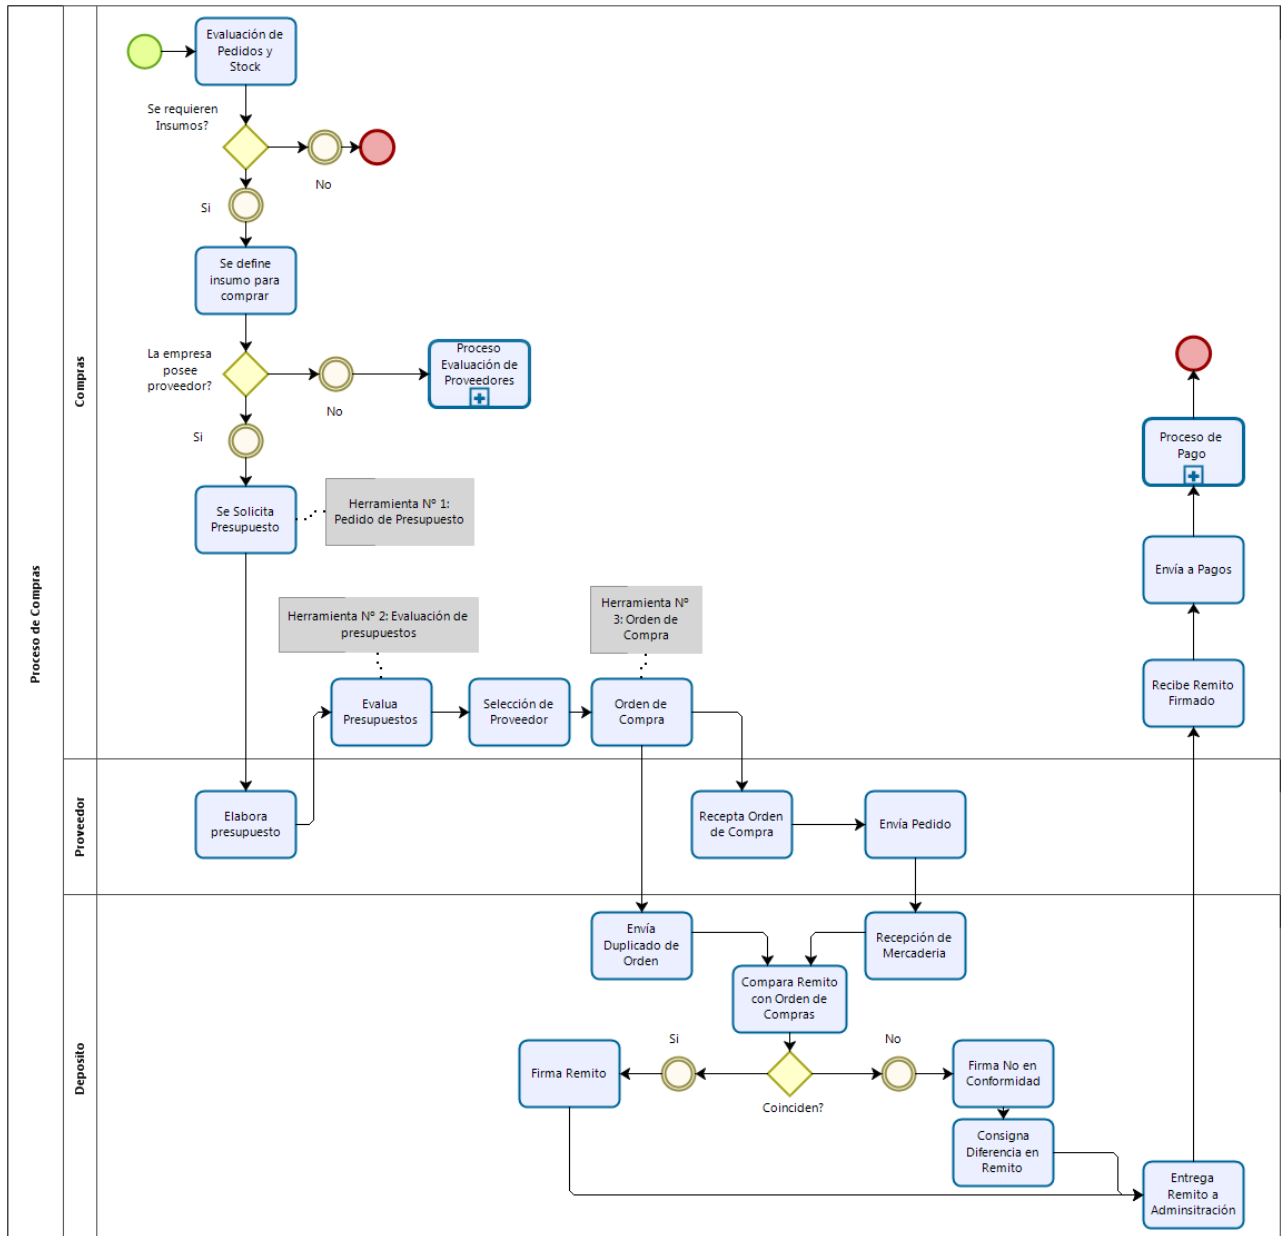 Proceso de Compras
Compras
Evaluación de
Pedidos y
Stock
Se requieren
Insumos?
No
Si
Se define
insumo para
comprar
La empresa
posee
proveedor?
No
Proceso
Evaluación de
Proveedores
Si
Se Solicita
Presupuesto
Herramienta Nº 1:
Pedido de Presupuesto
Herramienta Nº 2: Evaluación de
presupuestos
Herramienta Nº
3: Orden de
Compra
Evalua
Presupuestos
Selección de
Proveedor
Orden de
Compra
Proceso de
Pago
Envía a Pagos
Recibe Remito
Firmado
Proveedor
Elabora
presupuesto
Recepta Orden
de Compra
Envía Pedido
Deposito
Envía
Duplicado de
Orden
Recepción de
Mercaderia
Compara Remito
con Orden de
Compras
Si
No
Coinciden?
Firma Remito
Firma No en
Conformidad
Consigna
Diferencia en
Remito
Entrega
Remito a
Adminsitración